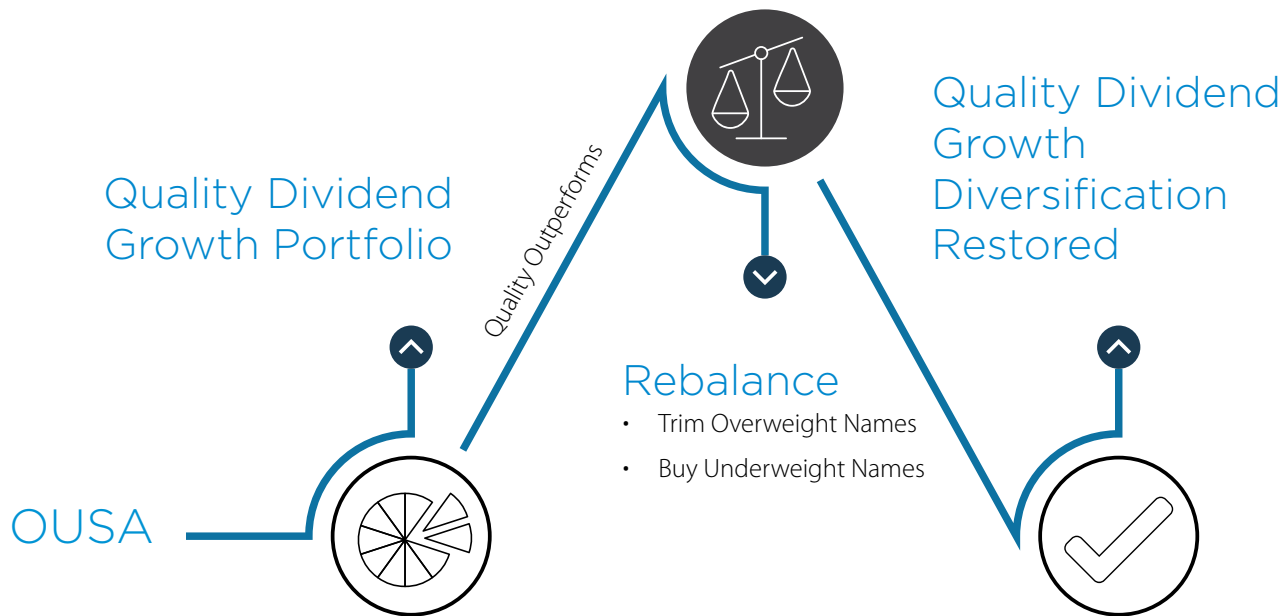 OUSA
Quality Dividend
Growth Portfolio
Quality Outperforms
Rebalance
• Trim Overweight Names
• Buy Underweight Names
Quality Dividend
Growth
Diversification
Restored